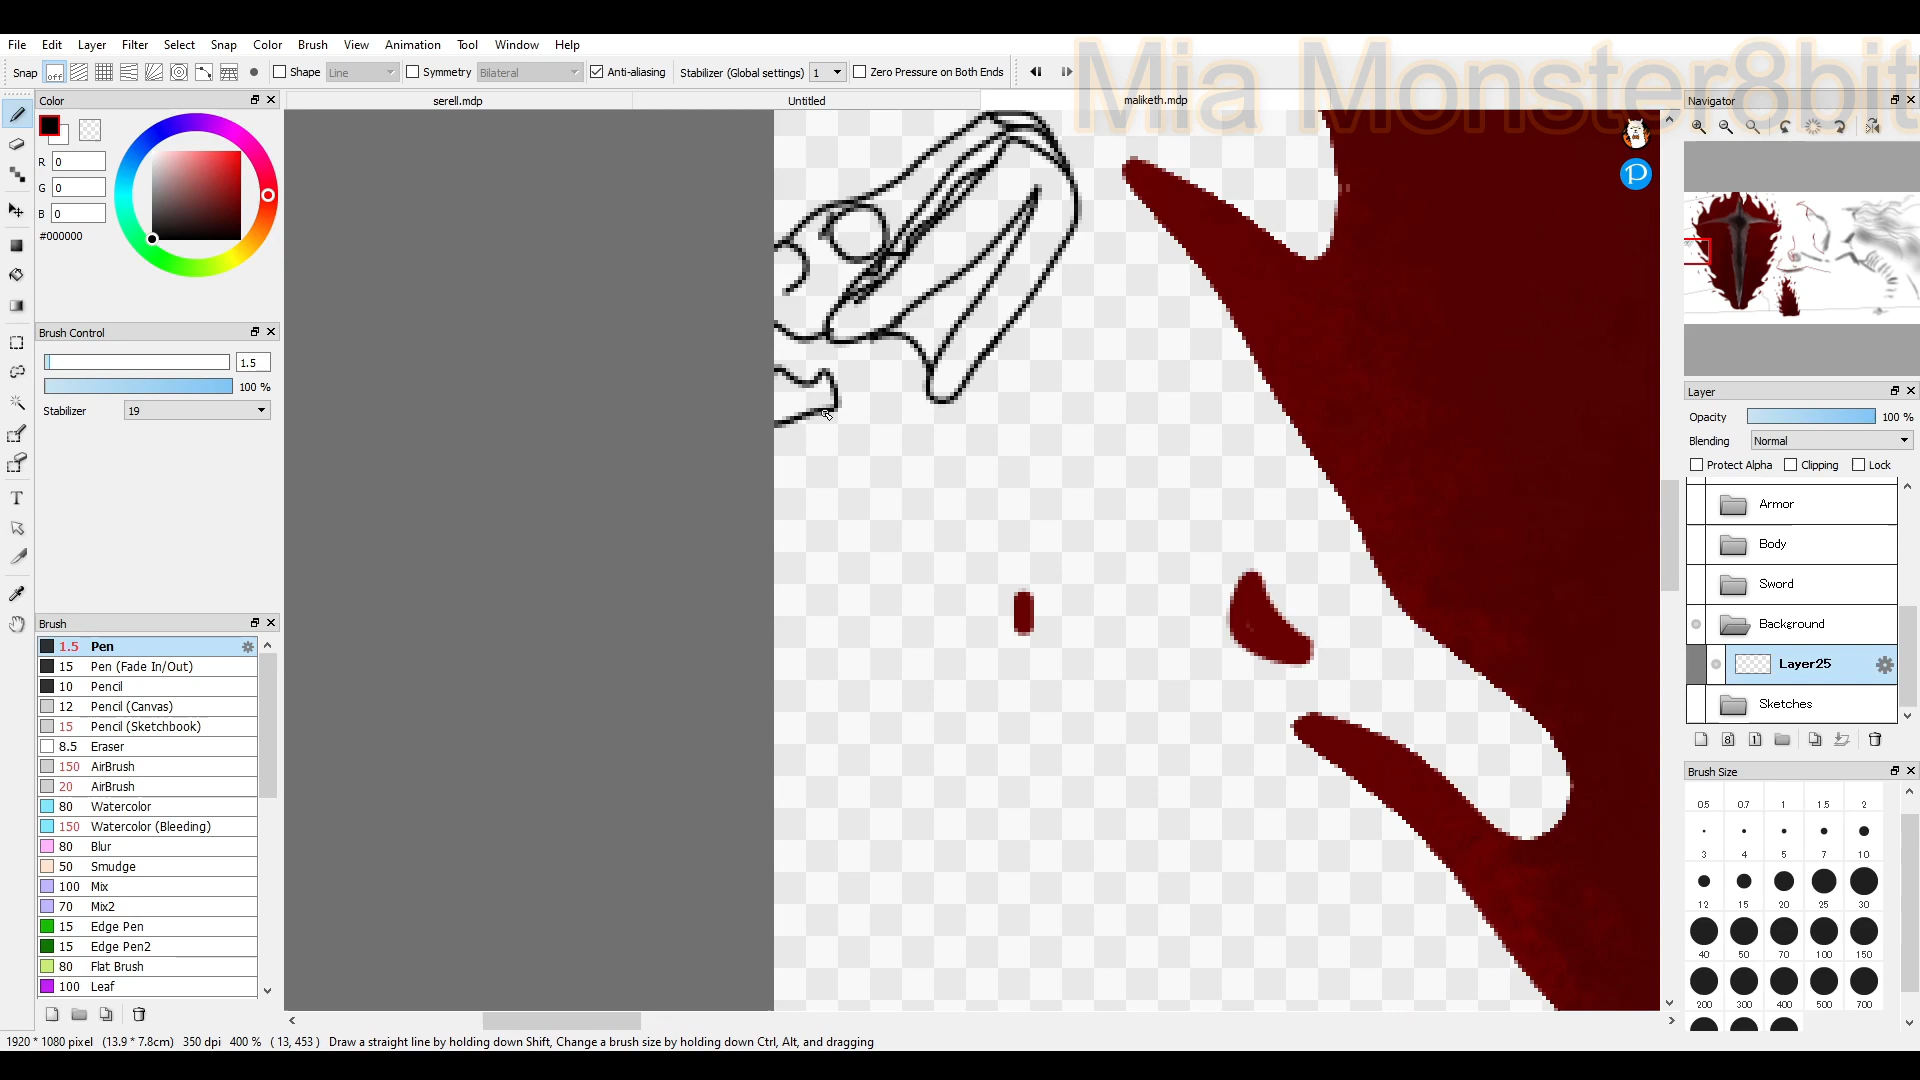 Mia Monster8bit
File Edit Layer Filter Select Snap Color Brush View Animation Tool Window Help
Snap off Shape Line Symmetry Bilateral Anti-aliasing Stabilizer (Global settings) 1 Zero Pressure on Both Ends
Color serell.mdp Untitled maliketh.mdp Navigator
R 0
G 0
B 0
#000000
Brush Control
1.5
100 %
Stabilizer 19
Brush
1.5 Pen
15 Pen (Fade In/Out)
10 Pencil
12 Pencil (Canvas)
15 Pencil (Sketchbook)
8.5 Eraser
150 AirBrush
20 AirBrush
80 Watercolor
150 Watercolor (Bleeding)
80 Blur
50 Smudge
100 Mix
70 Mix2
15 Edge Pen
15 Edge Pen2
80 Flat Brush
100 Leaf
Layer
Opacity 100 %
Blending Normal
Protect Alpha Clipping Lock
Armor
Body
Sword
Background
Layer25
Sketches
8 1
Brush Size
0.5 0.7 1 1.5 2
3 4 5 7 10
12 15 20 25 30
40 50 70 100 150
200 300 400 500 700
1920 * 1080 pixel (13.9 * 7.8cm) 350 dpi 400 % ( 13, 453 ) Draw a straight line by holding down Shift, Change a brush size by holding down Ctrl, Alt, and dragging